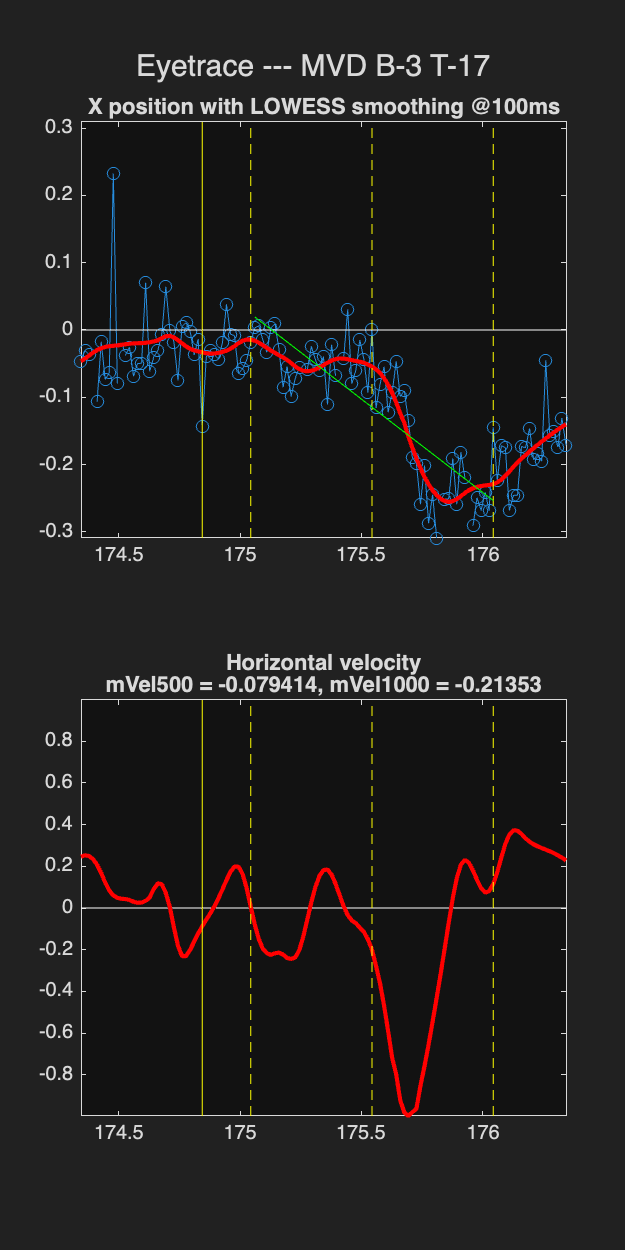 Eyetrace --- MVD B-3 T-17
X position with LOWESS smoothing @100ms
0.3
0.2
0.1
0
-0.1
-0.2
-0.3
174.5 175 175.5 176
Horizontal velocity
mVel500 = -0.079414, mVel1000 = -0.21353
0.8
0.6
0.4
0.2
0
-0.2
-0.4
-0.6
-0.8
174.5 175 175.5 176